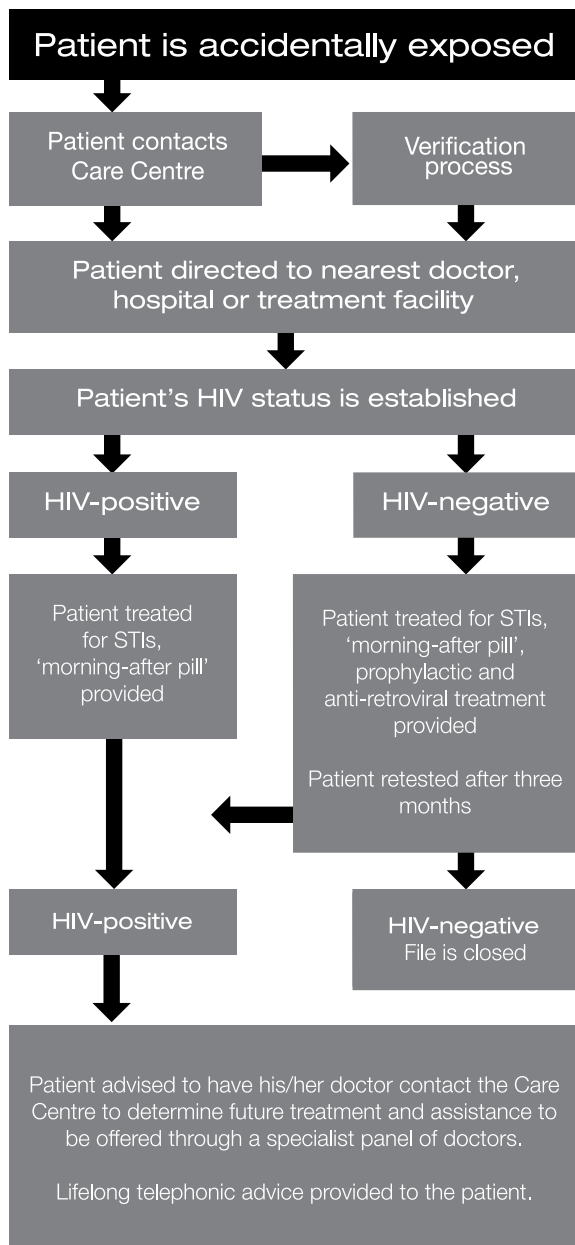 Patient is accidentally exposed
Patient contacts
Care Centre
Verification
process
Patient directed to nearest doctor,
hospital or treatment facility
Patient’s HIV status is established
HIV-positive
HIV-negative
Patient treated
for STIs,
‘morning-after pill’
provided
Patient treated for STIs,
‘morning-after pill’,
prophylactic and
anti-retroviral treatment
provided
Patient retested after three
months
HIV-positive
HIV-negative
File is closed
Patient advised to have his/her doctor contact the Care
Centre to determine future treatment and assistance to
be offered through a specialist panel of doctors.
Lifelong telephonic advice provided to the patient.